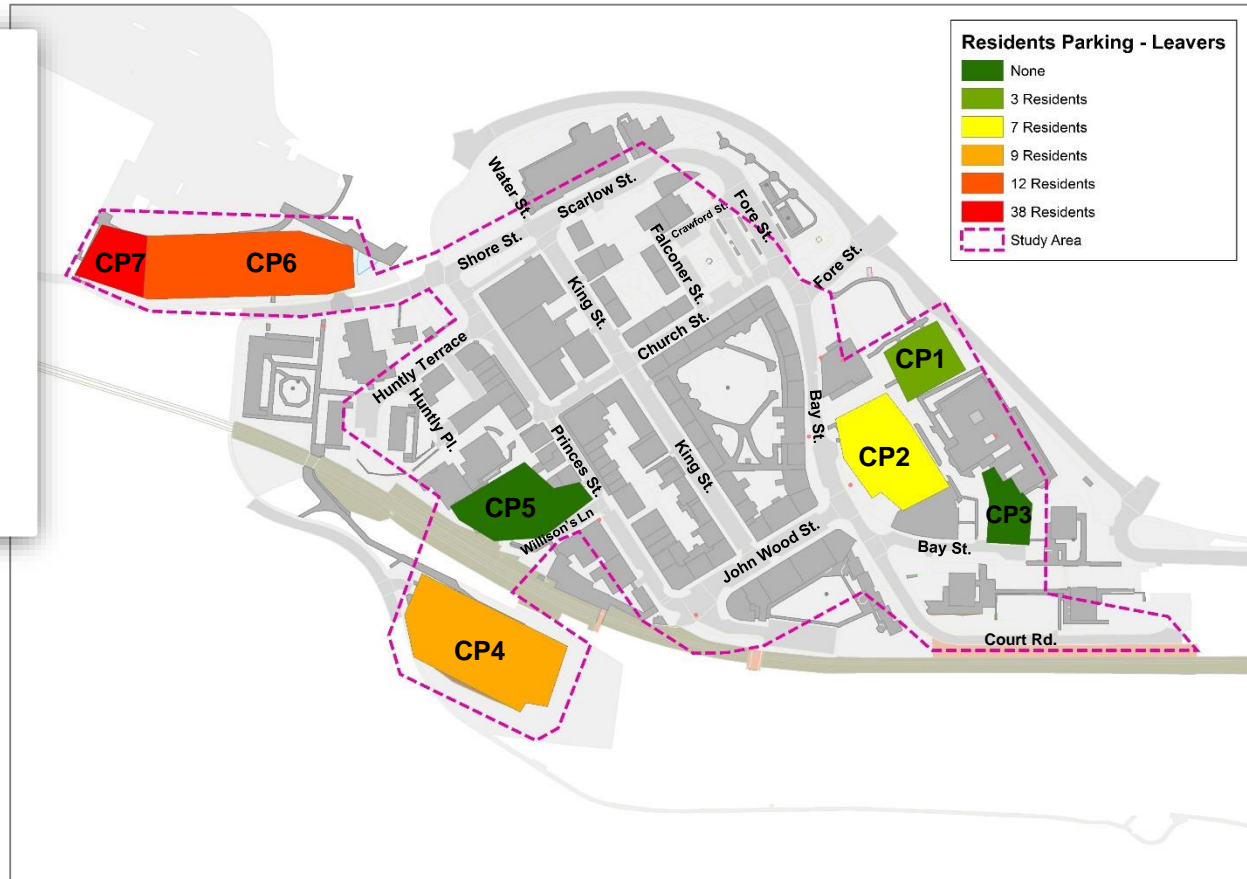 Residents Parking - Leavers
None
3 Residents
7 Residents
9 Residents
12 Residents
38 Residents
Study Area
Water St.
Scarlow St.
Fore St.
Crawford St.
Falconer St.
Shore St.
Fore St.
CP7
CP6
King St.
Church St.
Huntly Terrace
CP1
Huntly Pl.
Bay St.
Princes St.
King St.
CP2
CP5
CP3
Willison's Ln
John Wood St.
Bay St.
Court Rd.
CP4